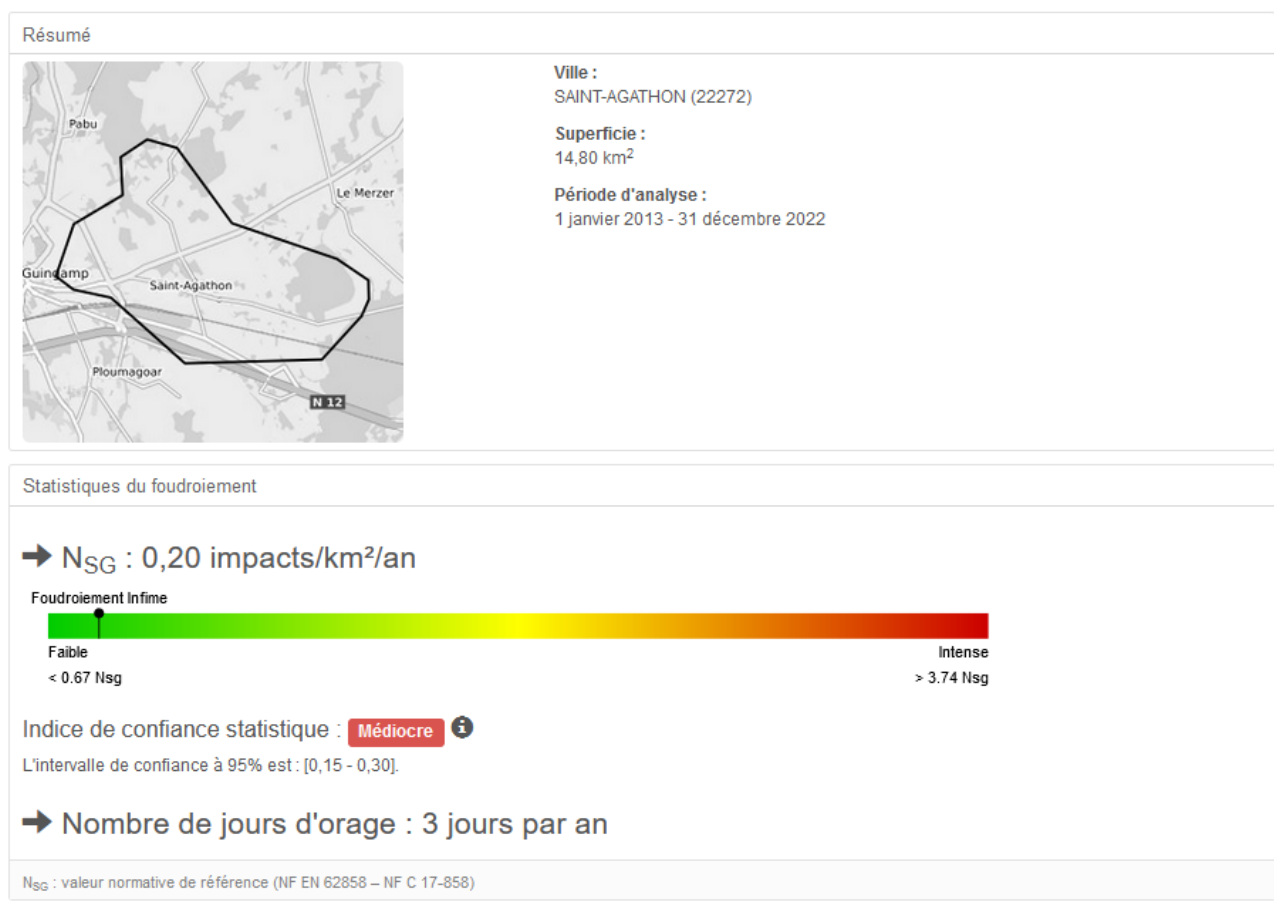 Résumé
Pabu
Le Merzer
Guingamp
Saint-Agathon
Ploumagoar
N 12
Ville :
SAINT-AGATHON (22272)
Superficie :
14,80 km²
Période d'analyse :
1 janvier 2013 - 31 décembre 2022
Statistiques du foudroiement
➔ NSG : 0,20 impacts/km²/an
Foudroiement Infime
Faible Intense
< 0.67 Nsg > 3.74 Nsg
Indice de confiance statistique : Médiocre
L'intervalle de confiance à 95% est : [0,15 - 0,30].
➔ Nombre de jours d'orage : 3 jours par an
NSG : valeur normative de référence (NF EN 62858 – NF C 17-858)